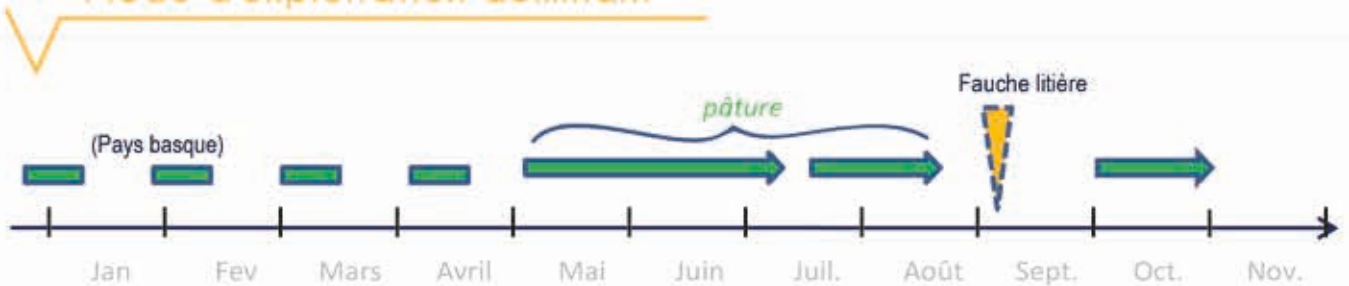 Fauche litière
pâture
(Pays basque)
Jan Fev Mars Avril Mai Juin Juil. Août Sept. Oct. Nov.